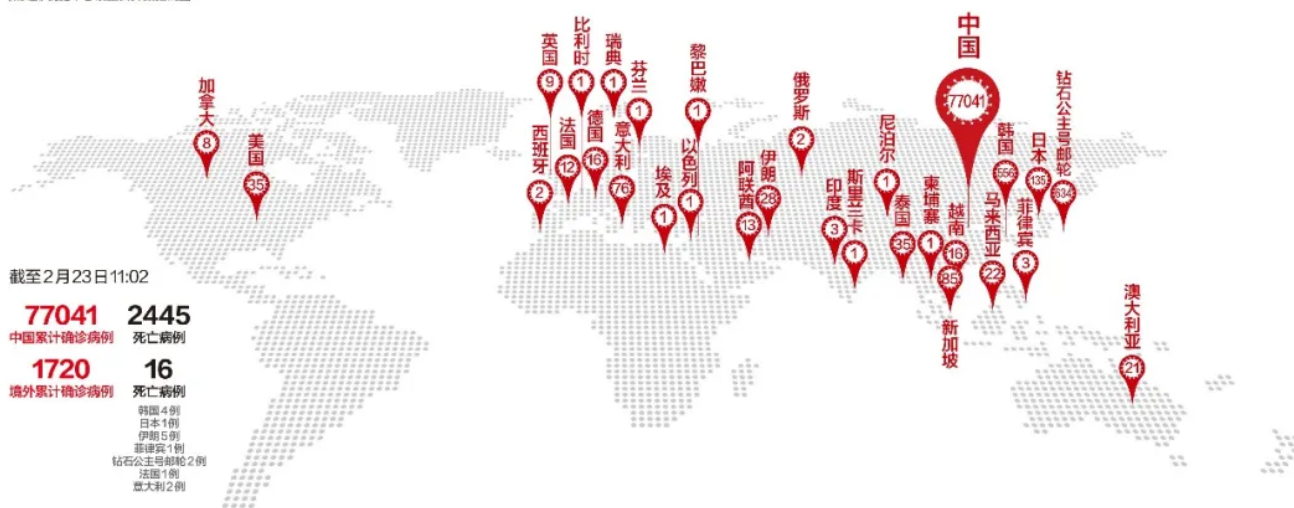 中国
77041
英国
9
比利时
1
瑞典
1
芬兰
1
黎巴嫩
1
俄罗斯
2
钻石公主号邮轮
634
加拿大
8
美国
35
西班牙
2
法国
12
德国
16
意大利
76
埃及
1
以色列
1
阿联酋
13
伊朗
28
印度
3
斯里兰卡
1
尼泊尔
1
泰国
35
柬埔寨
1
越南
16
85
新加坡
韩国
556
马来西亚
22
日本
135
菲律宾
3
澳大利亚
21
截至2月23日11:02
77041 2445
中国累计确诊病例 死亡病例
1720 16
境外累计确诊病例 死亡病例
韩国4例
日本1例
伊朗5例
菲律宾1例
钻石公主号邮轮2例
法国1例
意大利2例